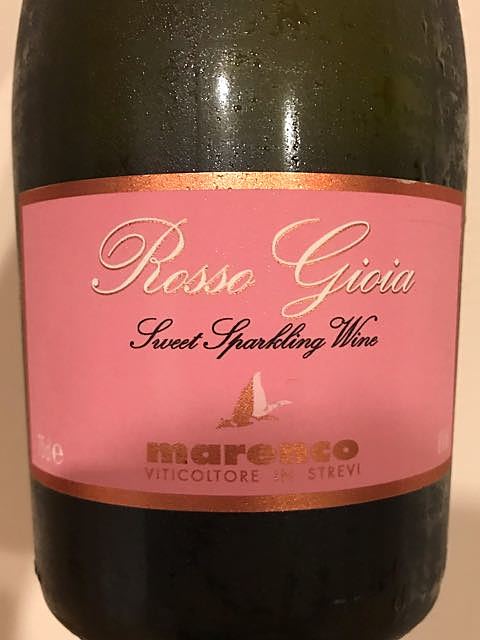 Rosso Gioia
Sweet Sparkling Wine
marenco
VITICOLTORE IN STREVI